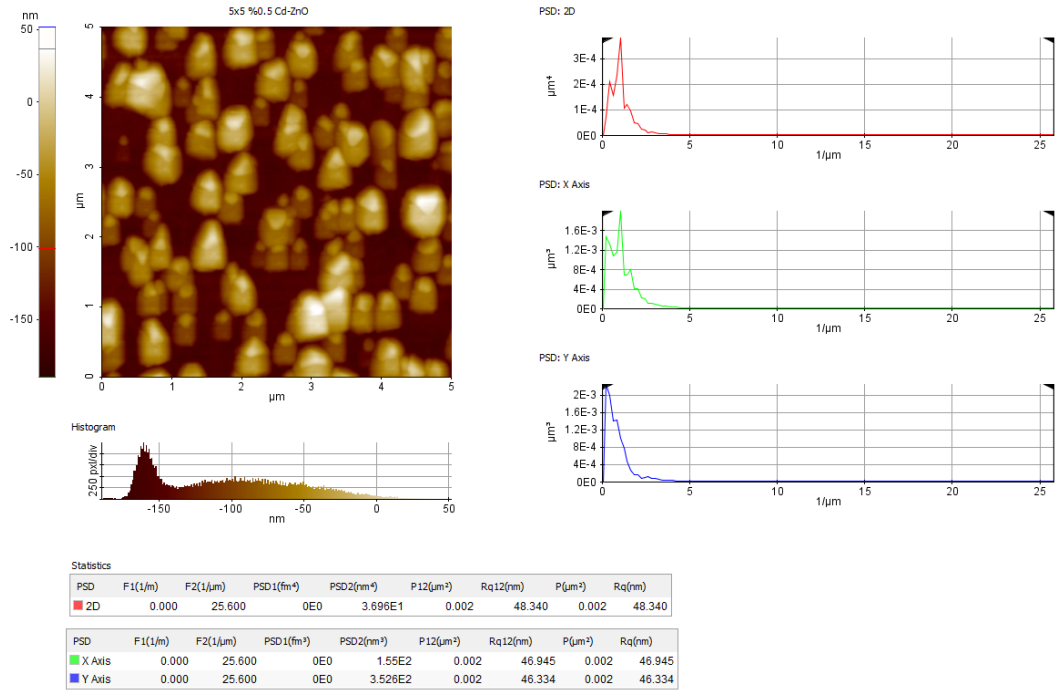 5x5 %0.5 Cd-ZnO
nm
50
0
-50
-100
-150
5
4
3
2
1
0
µm
0 1 2 3 4 5
µm
Histogram
250 pxl/div
-150 -100 -50 0 50
nm
PSD: 2D
µm⁴
3E-4
2E-4
1E-4
0E0
0 5 10 15 20 25
1/µm
PSD: X Axis
µm³
1.6E-3
1.2E-3
8E-4
4E-4
0E0
0 5 10 15 20 25
1/µm
PSD: Y Axis
µm³
2E-3
1.6E-3
1.2E-3
8E-4
4E-4
0E0
0 5 10 15 20 25
1/µm
Statistics
PSD F1(1/m) F2(1/µm) PSD1(fm⁴) PSD2(nm⁴) P12(µm²) Rq12(nm) P(µm²) Rq(nm)
2D 0.000 25.600 0E0 3.696E1 0.002 48.340 0.002 48.340
PSD F1(1/m) F2(1/µm) PSD1(fm³) PSD2(nm³) P12(µm²) Rq12(nm) P(µm²) Rq(nm)
X Axis 0.000 25.600 0E0 1.55E2 0.002 46.945 0.002 46.945
Y Axis 0.000 25.600 0E0 3.526E2 0.002 46.334 0.002 46.334